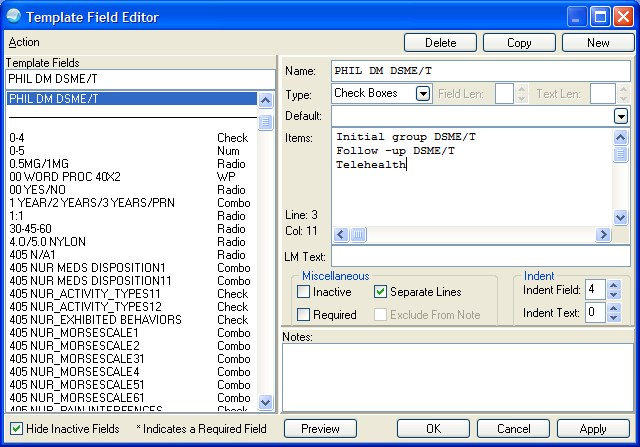 Template Field Editor
Action
Delete Copy New
Template Fields
PHIL DM DSME/T
PHIL DM DSME/T
0-4 Check
0-5 Num
0.5MG/1MG Radio
00 WORD PROC 40X2 WP
00 YES/NO Radio
1 YEAR/2 YEARS/3 YEARS/PRN Combo
1:1 Radio
30-45-60 Radio
4.0/5.0 NYLON Radio
405 N/A1 Radio
405 NUR MEDS DISPOSITION1 Combo
405 NUR MEDS DISPOSITION11 Combo
405 NUR_ACTIVITY_TYPES11 Check
405 NUR_ACTIVITY_TYPES12 Check
405 NUR_EXHIBITED BEHAVIORS Check
405 NUR_MORSESCALE1 Combo
405 NUR_MORSESCALE2 Combo
405 NUR_MORSESCALE31 Combo
405 NUR_MORSESCALE4 Combo
405 NUR_MORSESCALE51 Combo
405 NUR_MORSESCALE61 Combo
405 NUR_PAIN INTERFENCES Check
Name: PHIL DM DSME/T
Type: Check Boxes Field Len: Text Len:
Default:
Items: Initial group DSME/T
Follow -up DSME/T
Telehealth
Line: 3
Col: 11
LM Text:
Miscellaneous
Inactive Separate Lines
Required Exclude From Note
Indent
Indent Field: 4
Indent Text: 0
Notes:
Hide Inactive Fields * Indicates a Required Field Preview OK Cancel Apply